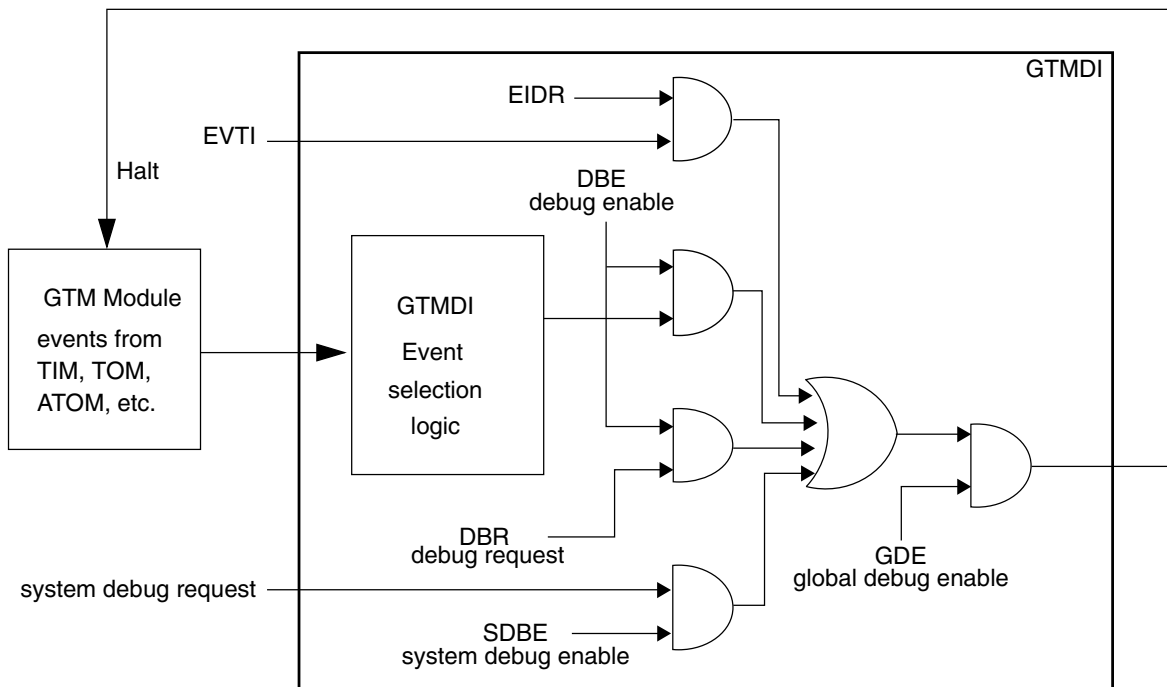 GTMDI
EIDR
EVTI
Halt
DBE
debug enable
GTM Module
events from
TIM, TOM,
ATOM, etc.
GTMDI
Event
selection
logic
DBR
debug request
GDE
global debug enable
system debug request
SDBE
system debug enable